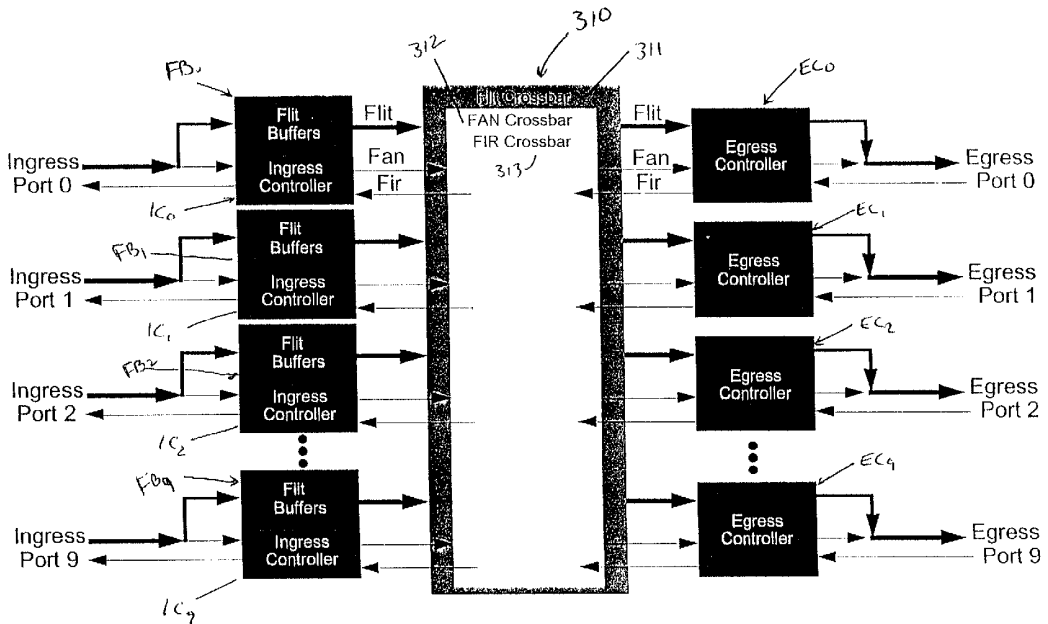 310
312
311
FB0
EC0
Flit Crossbar
Flit
Buffers
Flit
FAN Crossbar
FIR Crossbar
313
Flit
Ingress
Port 0
Ingress
Controller
Fan
Fir
Fan
Fir
Egress
Controller
Egress
Port 0
IC0
EC1
Flit
Buffers
FB1
Ingress
Port 1
Ingress
Controller
Egress
Controller
Egress
Port 1
IC1
EC2
Flit
Buffers
FB2
Ingress
Port 2
Ingress
Controller
Egress
Controller
Egress
Port 2
IC2
EC9
FB9
Flit
Buffers
Ingress
Port 9
Ingress
Controller
Egress
Controller
Egress
Port 9
IC9